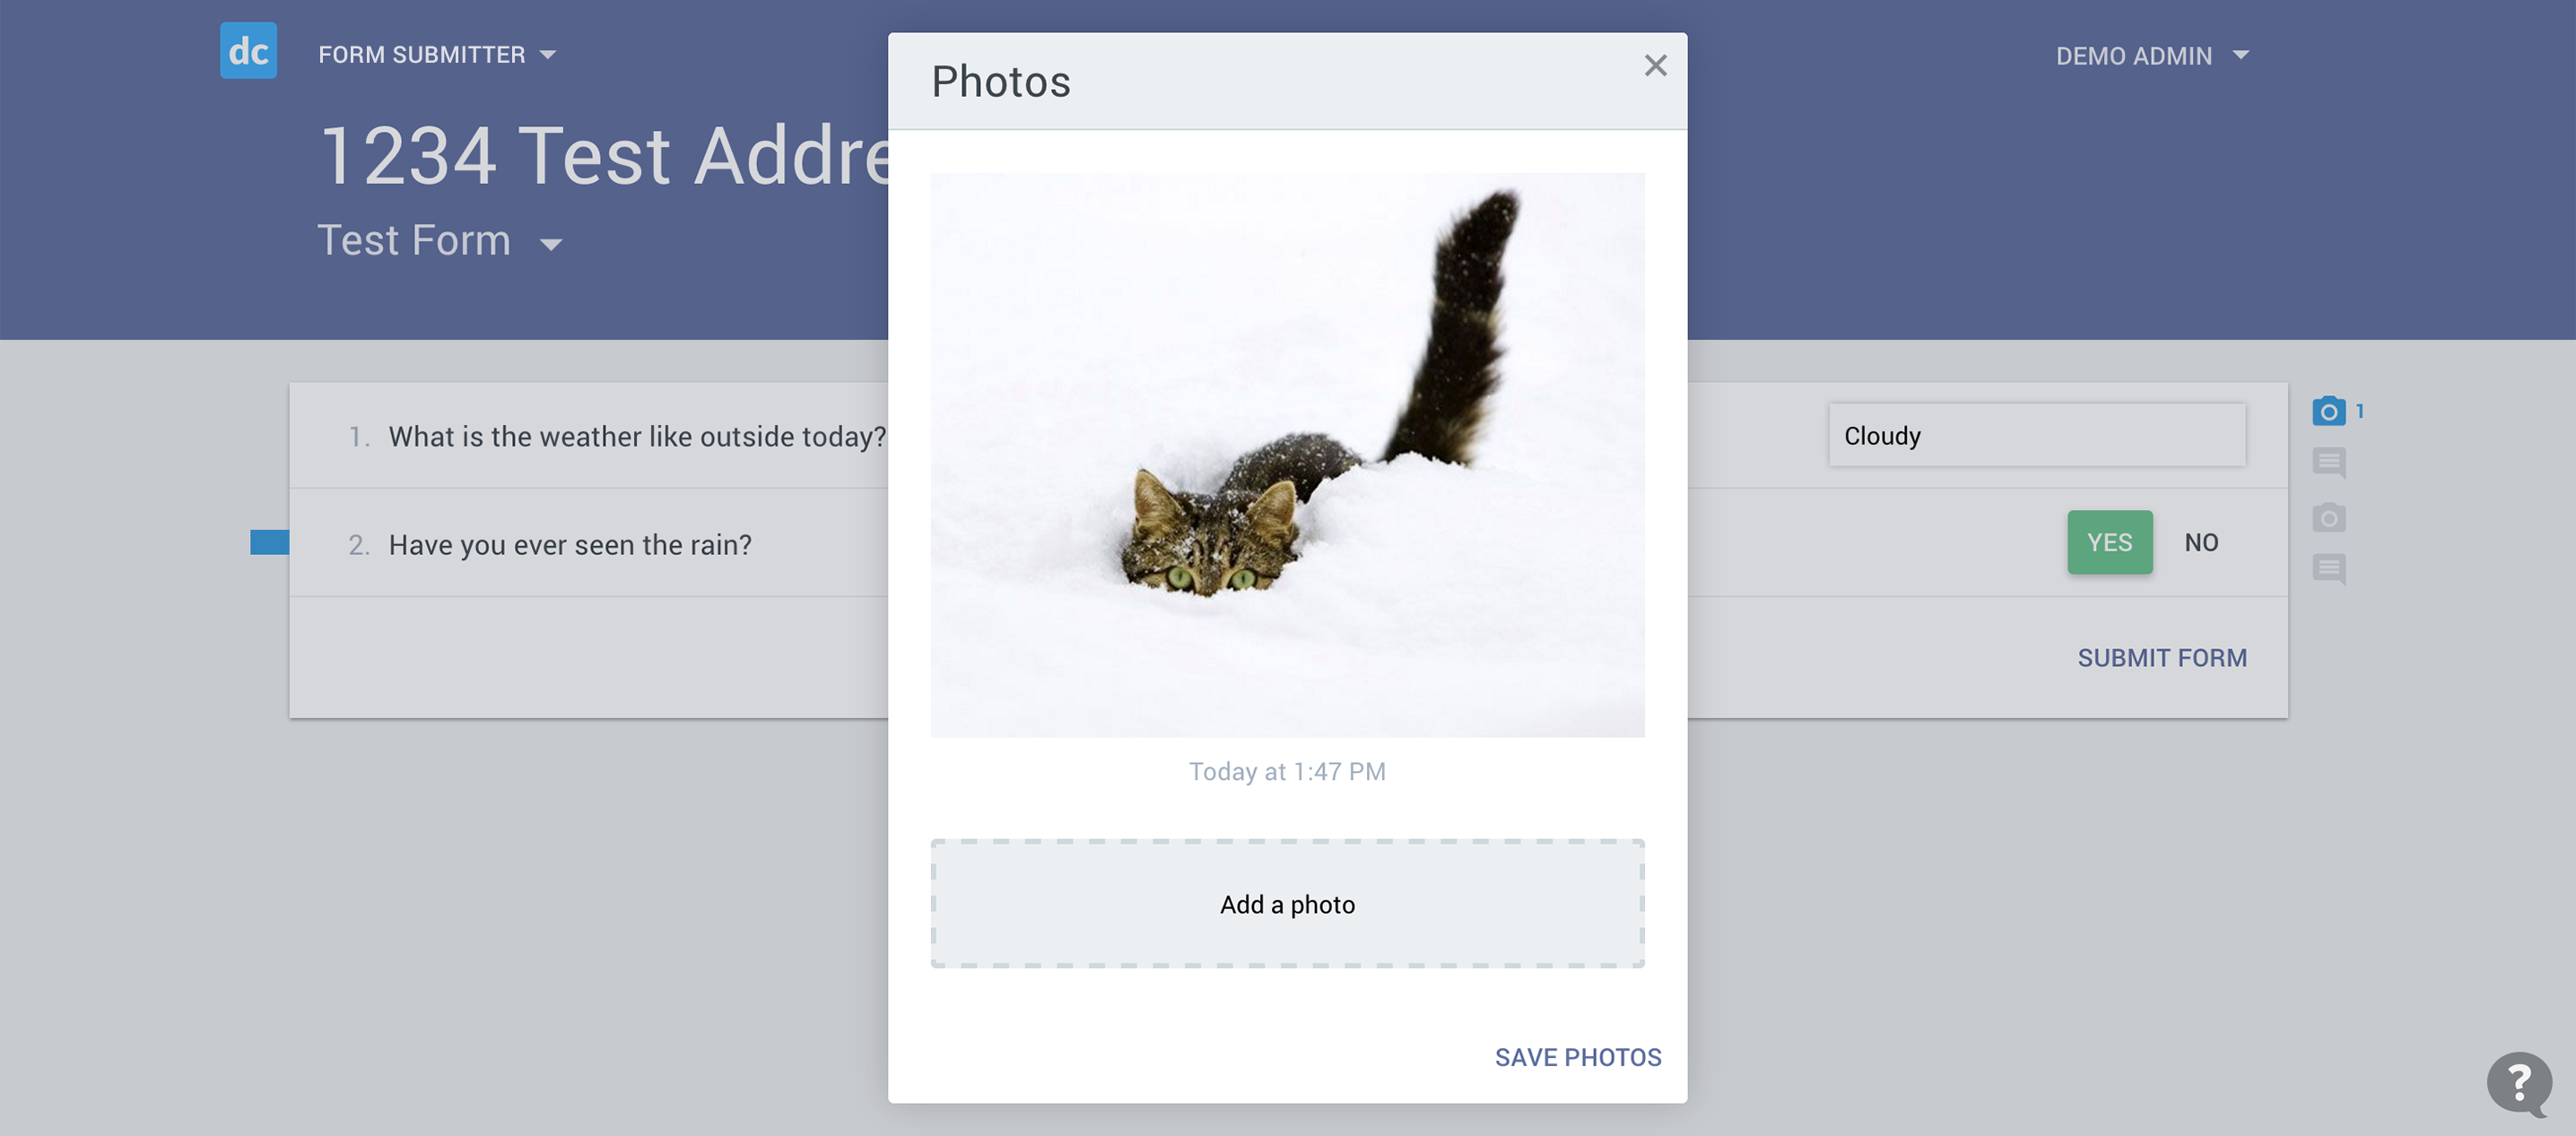 dc
FORM SUBMITTER
DEMO ADMIN
1234 Test Addre
Test Form
Photos
1. What is the weather like outside today?
Cloudy
1
2. Have you ever seen the rain?
YES NO
SUBMIT FORM
Today at 1:47 PM
Add a photo
SAVE PHOTOS
?